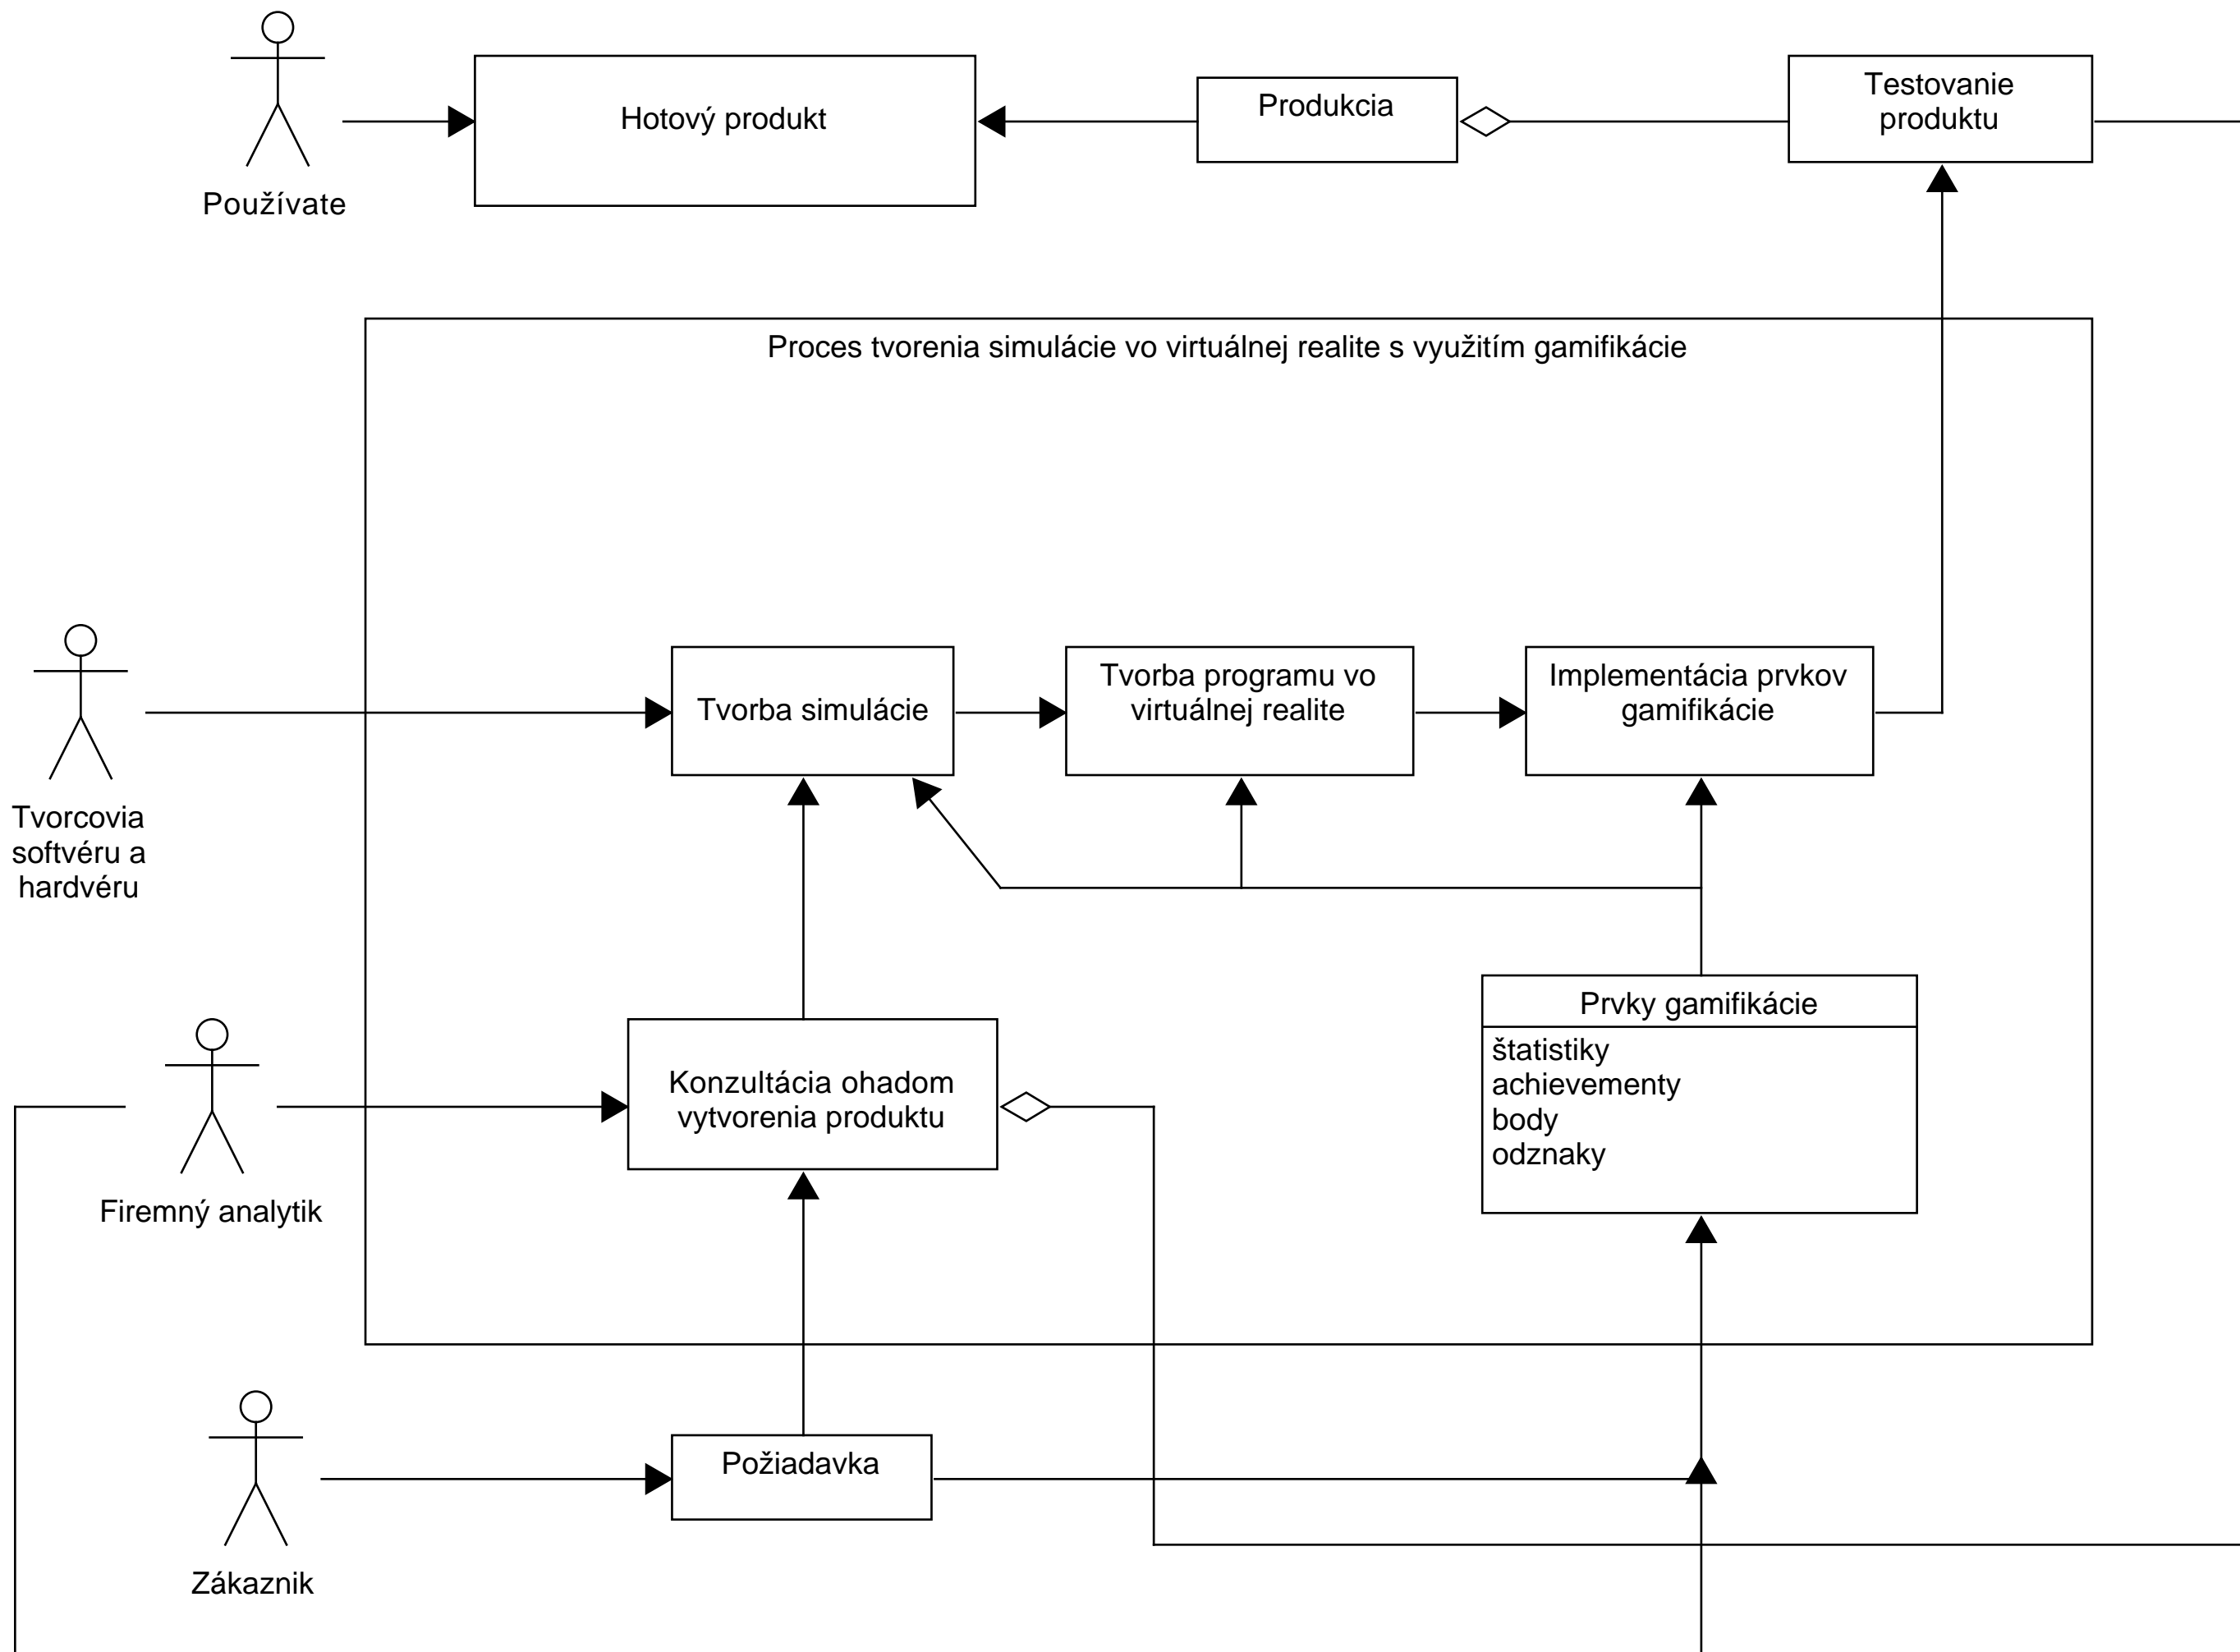 Používate
Hotový produkt
Produkcia
Testovanie
produktu
Proces tvorenia simulácie vo virtuálnej realite s využitím gamifikácie
Tvorcovia
softvéru a
hardvéru
Tvorba simulácie
Tvorba programu vo
virtuálnej realite
Implementácia prvkov
gamifikácie
Firemný analytik
Konzultácia ohadom
vytvorenia produktu
Prvky gamifikácie
štatistiky
achievementy
body
odznaky
Zákaznik
Požiadavka